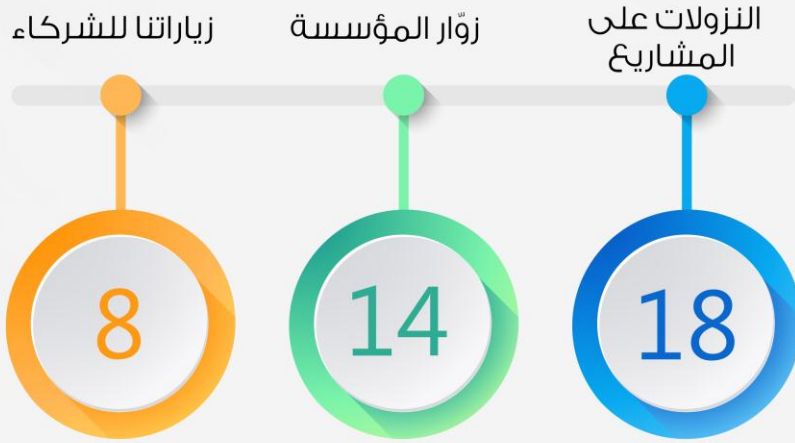 النزولات على
المشاريع
18
زوّار المؤسسة
14
زياراتنا للشركاء
8